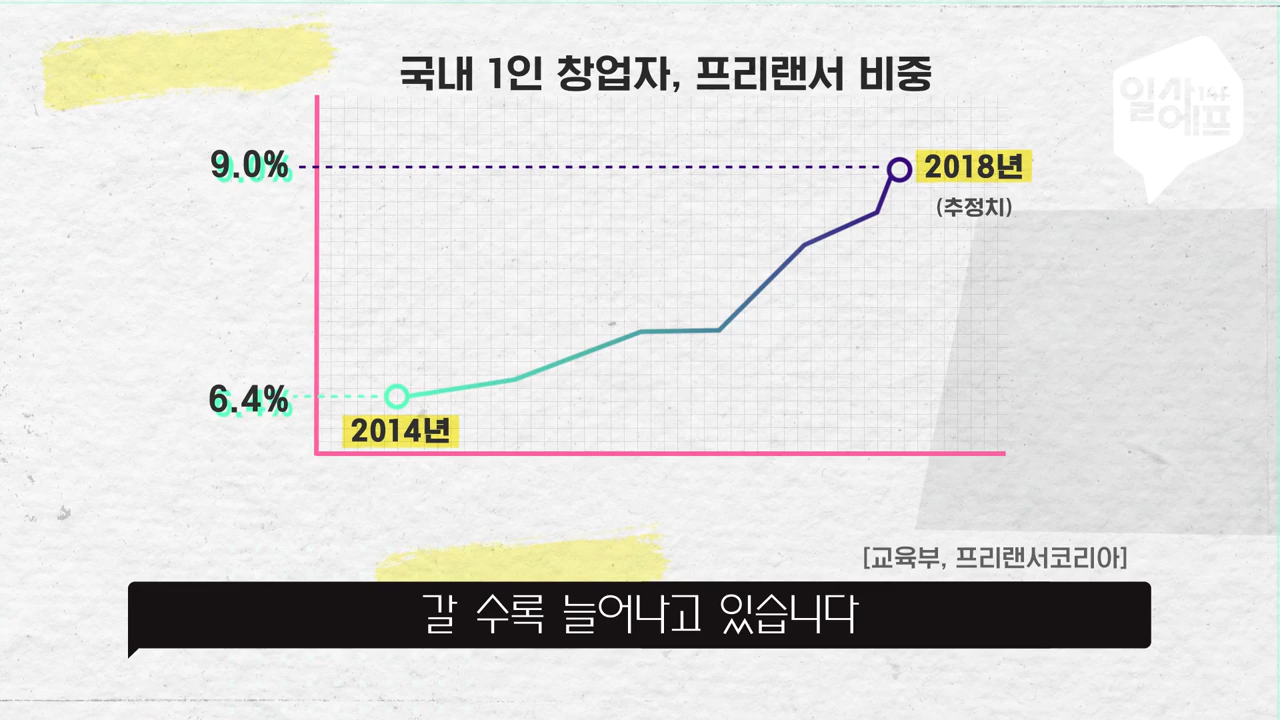 국내 1인 창업자, 프리랜서 비중
일사 14F
에프
9.0%
2018년
(추정치)
6.4%
2014년
[교육부, 프리랜서코리아]
갈 수록 늘어나고 있습니다